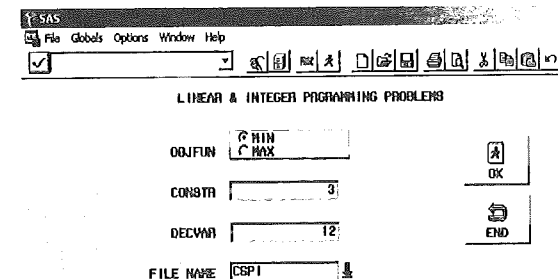 SAS
File Globals Options Window Help
LINEAR & INTEGER PRGRAMMING PROBLEMS
OBJFUN
MIN
MAX
OK
CONSTR 3
END
DECVAR 12
FILE NAME CSP1